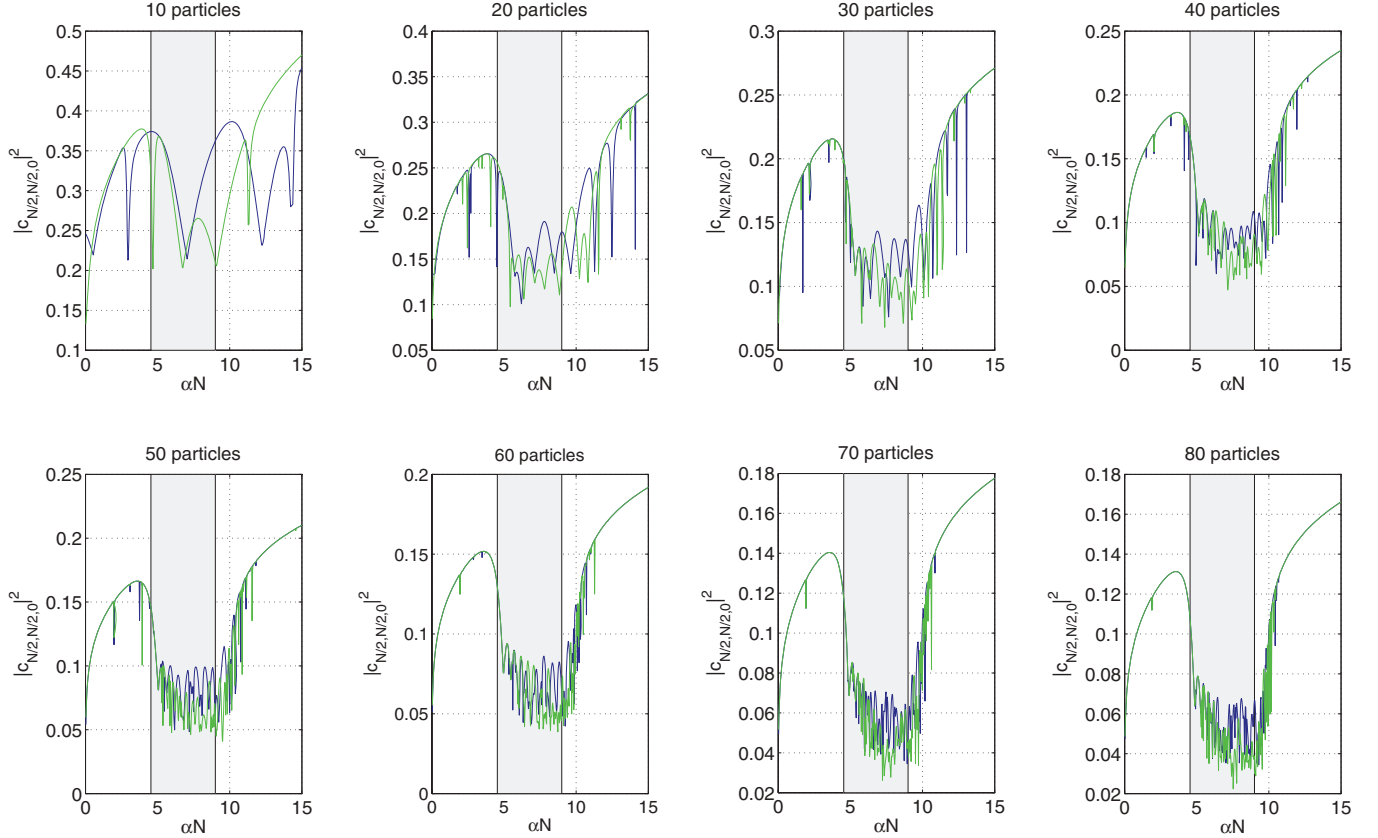 10 particles
0.5
0.45
0.4
0.35
0.3
0.25
0.2
0.15
0.1
|c_{N/2,N/2,0}|^2
0 5 10 15
αN
20 particles
0.4
0.35
0.3
0.25
0.2
0.15
0.1
0.05
|c_{N/2,N/2,0}|^2
0 5 10 15
αN
30 particles
0.3
0.25
0.2
0.15
0.1
0.05
|c_{N/2,N/2,0}|^2
0 5 10 15
αN
40 particles
0.25
0.2
0.15
0.1
0.05
0
|c_{N/2,N/2,0}|^2
0 5 10 15
αN
50 particles
0.25
0.2
0.15
0.1
0.05
0
|c_{N/2,N/2,0}|^2
0 5 10 15
αN
60 particles
0.2
0.15
0.1
0.05
0
|c_{N/2,N/2,0}|^2
0 5 10 15
αN
70 particles
0.18
0.16
0.14
0.12
0.1
0.08
0.06
0.04
0.02
|c_{N/2,N/2,0}|^2
0 5 10 15
αN
80 particles
0.18
0.16
0.14
0.12
0.1
0.08
0.06
0.04
0.02
|c_{N/2,N/2,0}|^2
0 5 10 15
αN